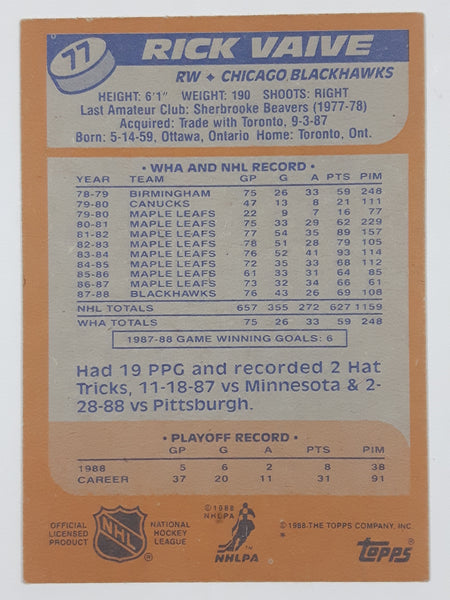 77
RICK VAIVE
RW ✦ CHICAGO BLACKHAWKS
HEIGHT: 6'1" WEIGHT: 190 SHOOTS: RIGHT
Last Amateur Club: Sherbrooke Beavers (1977-78)
Acquired: Trade with Toronto, 9-3-87
Born: 5-14-59, Ottawa, Ontario Home: Toronto, Ont.
• WHA AND NHL RECORD •
YEAR TEAM GP G A PTS PIM
78-79 BIRMINGHAM 75 26 33 59 248
79-80 CANUCKS 47 13 8 21 111
79-80 MAPLE LEAFS 22 9 7 16 77
80-81 MAPLE LEAFS 75 33 29 62 229
81-82 MAPLE LEAFS 77 54 35 89 157
82-83 MAPLE LEAFS 78 51 28 79 105
83-84 MAPLE LEAFS 76 52 41 93 114
84-85 MAPLE LEAFS 72 35 33 68 112
85-86 MAPLE LEAFS 61 33 31 64 85
86-87 MAPLE LEAFS 73 32 34 66 61
87-88 BLACKHAWKS 76 43 26 69 108
NHL TOTALS 657 355 272 627 1159
WHA TOTALS 75 26 33 59 248
1987-88 GAME WINNING GOALS: 6
Had 19 PPG and recorded 2 Hat
Tricks, 11-18-87 vs Minnesota & 2-
28-88 vs Pittsburgh.
• PLAYOFF RECORD •
GP G A PTS PIM
1988 5 6 2 8 38
CAREER 37 20 11 31 91
OFFICIAL
LICENSED
PRODUCT
NHL
®
NATIONAL
HOCKEY
LEAGUE
© 1988
NHLPA
NHLPA
™
© 1988-THE TOPPS COMPANY, INC.
*
topps
®